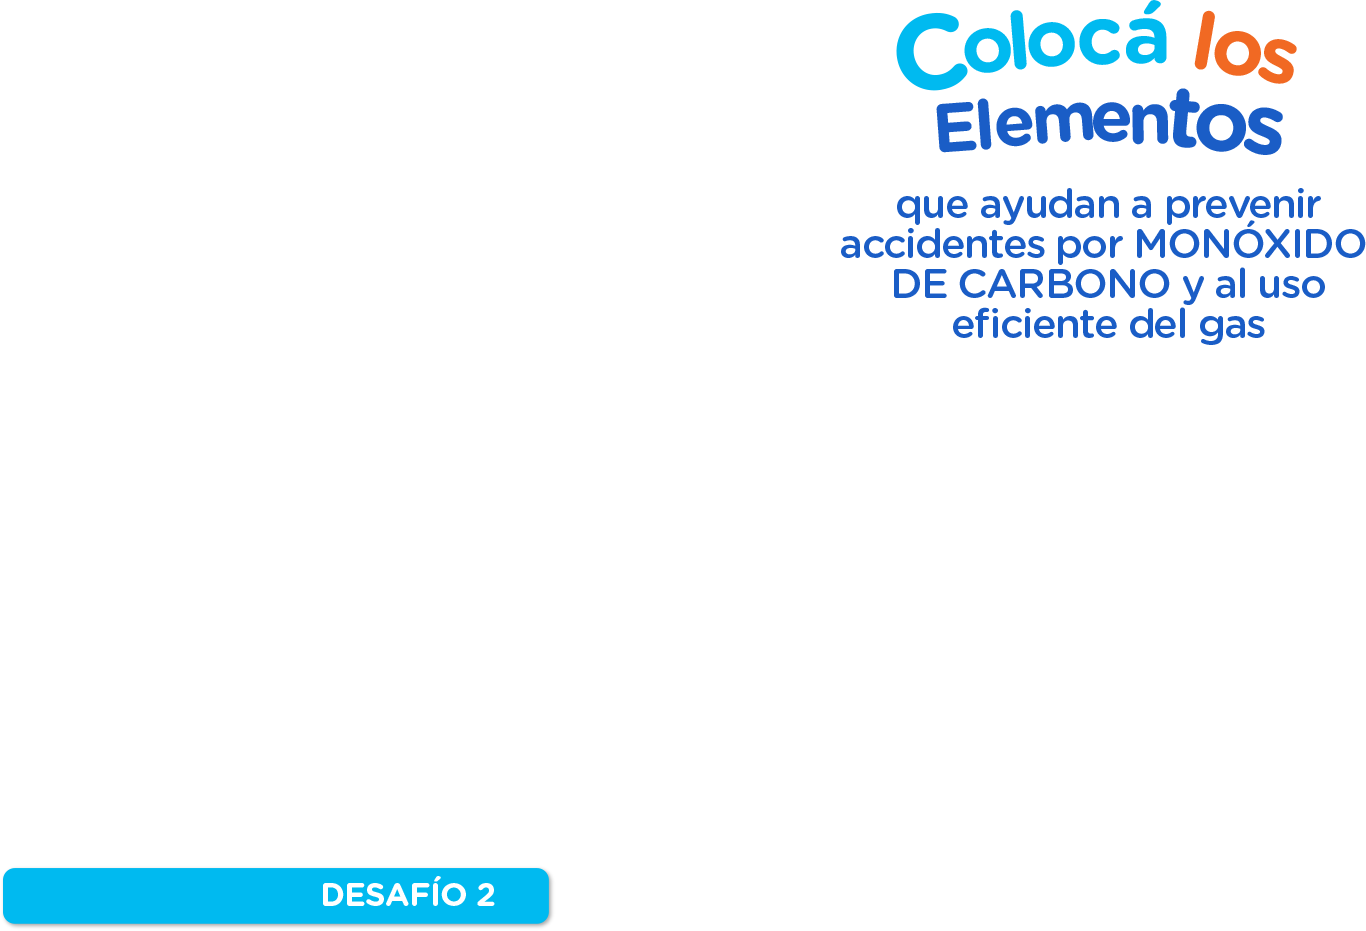 Colocá los
Elementos
que ayudan a prevenir
accidentes por MONÓXIDO
DE CARBONO y al uso
eficiente del gas
DESAFÍO 2